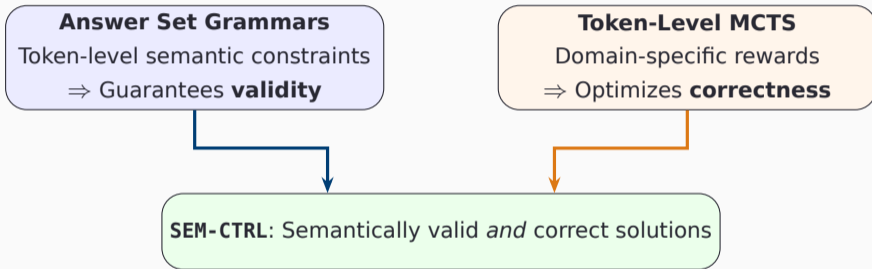 Answer Set Grammars
Token-level semantic constraints
⇒ Guarantees validity
Token-Level MCTS
Domain-specific rewards
⇒ Optimizes correctness
SEM-CTRL: Semantically valid and correct solutions